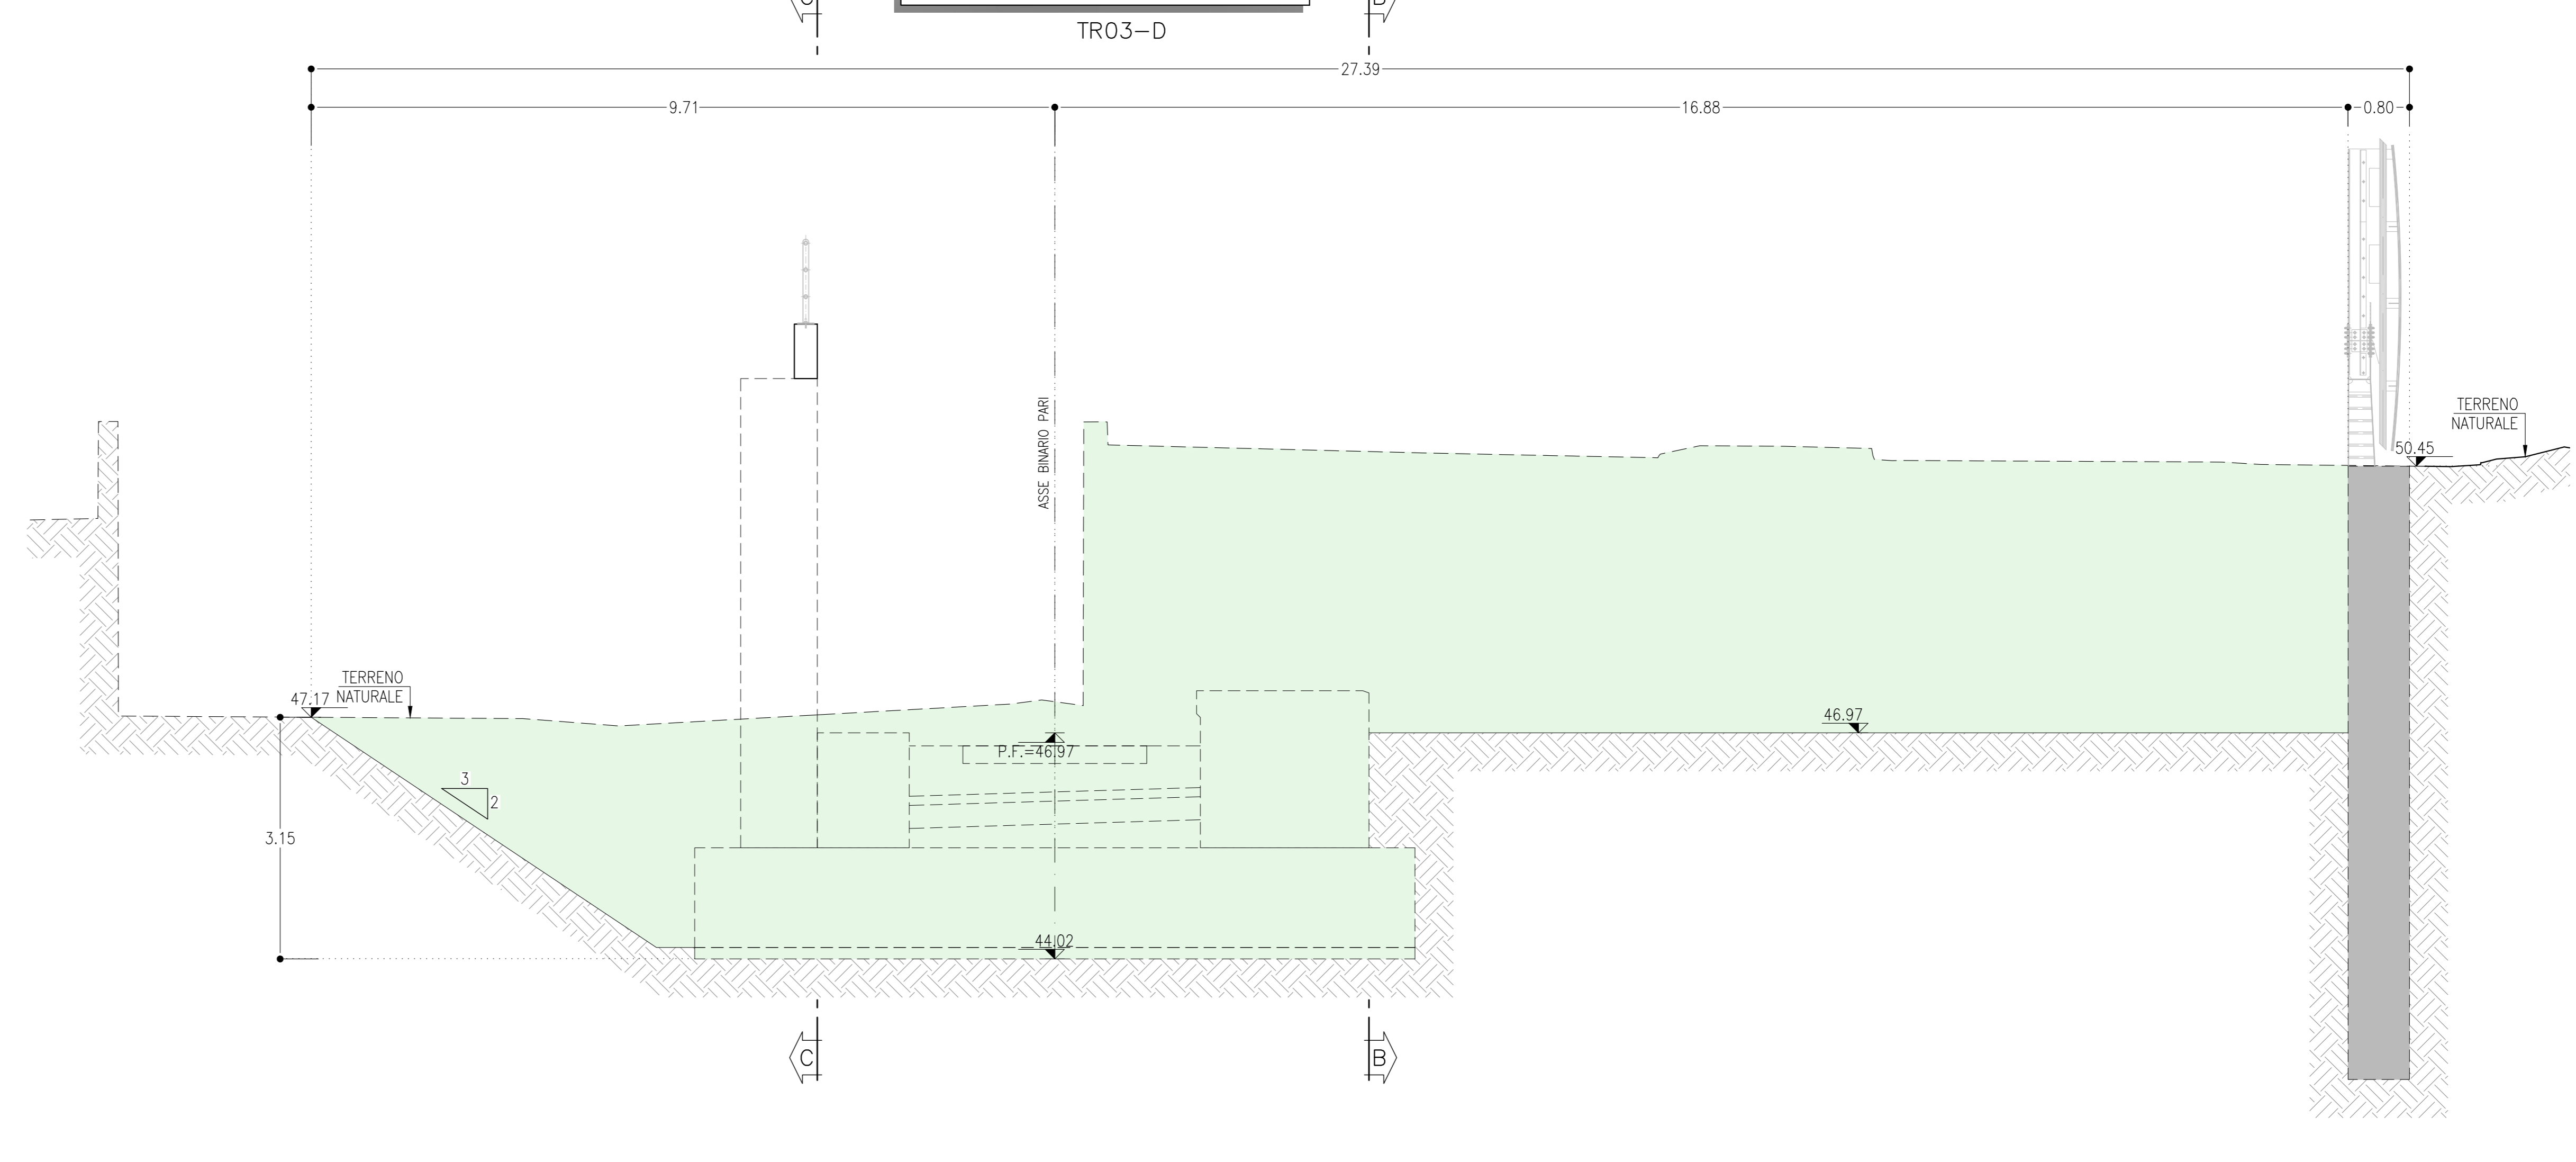 TR03-D
27.39
9.71
16.88
0.80
ASSE BINARIO PARI
TERRENO
NATURALE
50.45
TERRENO
NATURALE
47.17
46.97
P.F.=46.97
3
2
3.15
44.02
C
B